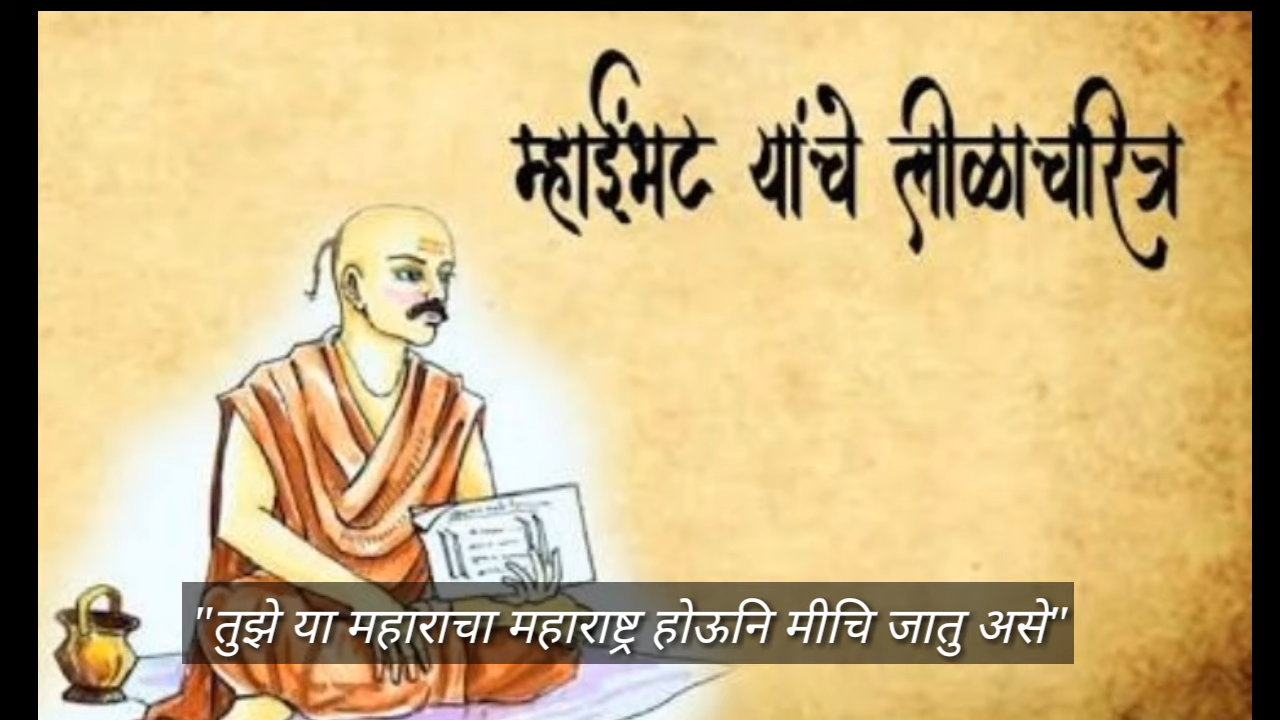 म्हाईंभट यांचे लीळाचरित्र
"तुझे या महाराचा महाराष्ट्र होऊनि मीचि जातु असे"